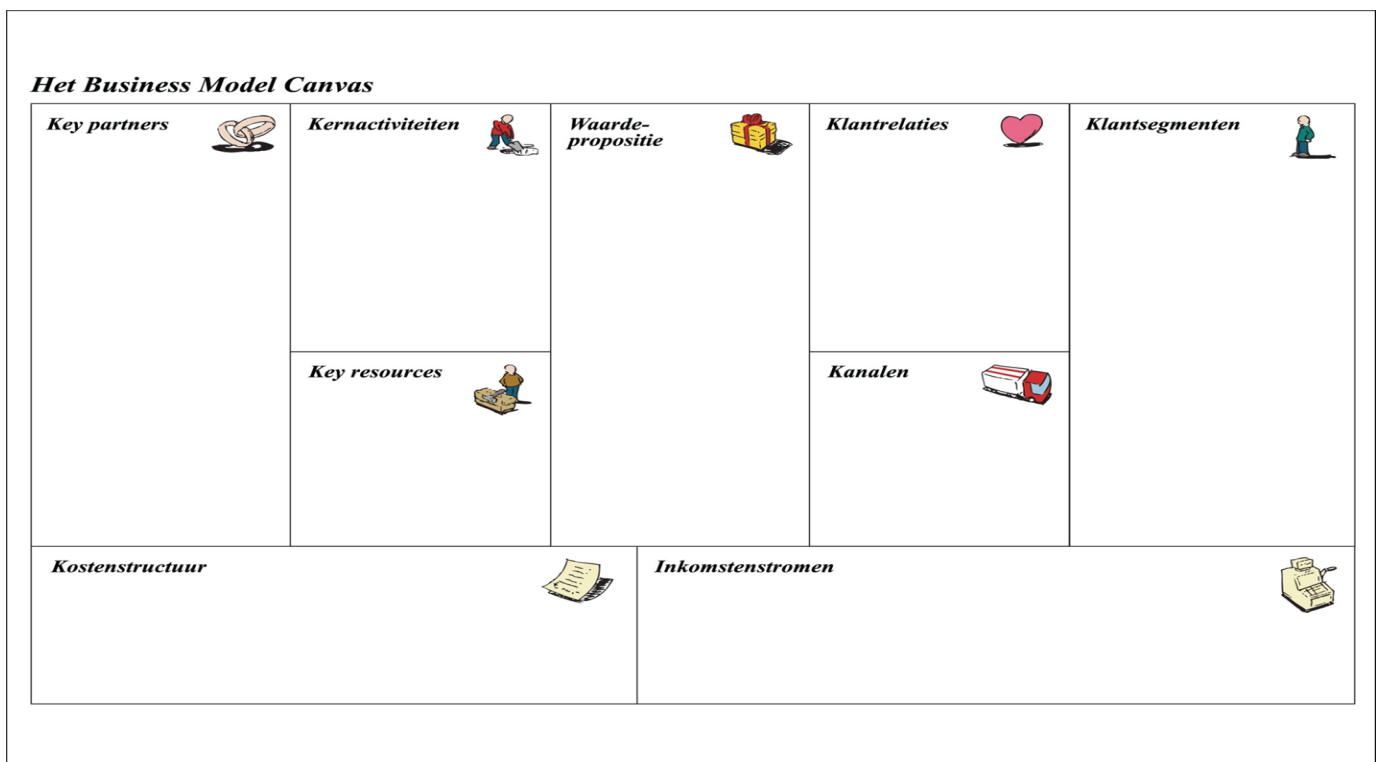 Het Business Model Canvas
Key partners
Kernactiviteiten
Waarde-
propositie
Klantrelaties
Klantsegmenten
Key resources
Kanalen
Kostenstructuur
Inkomstenstromen